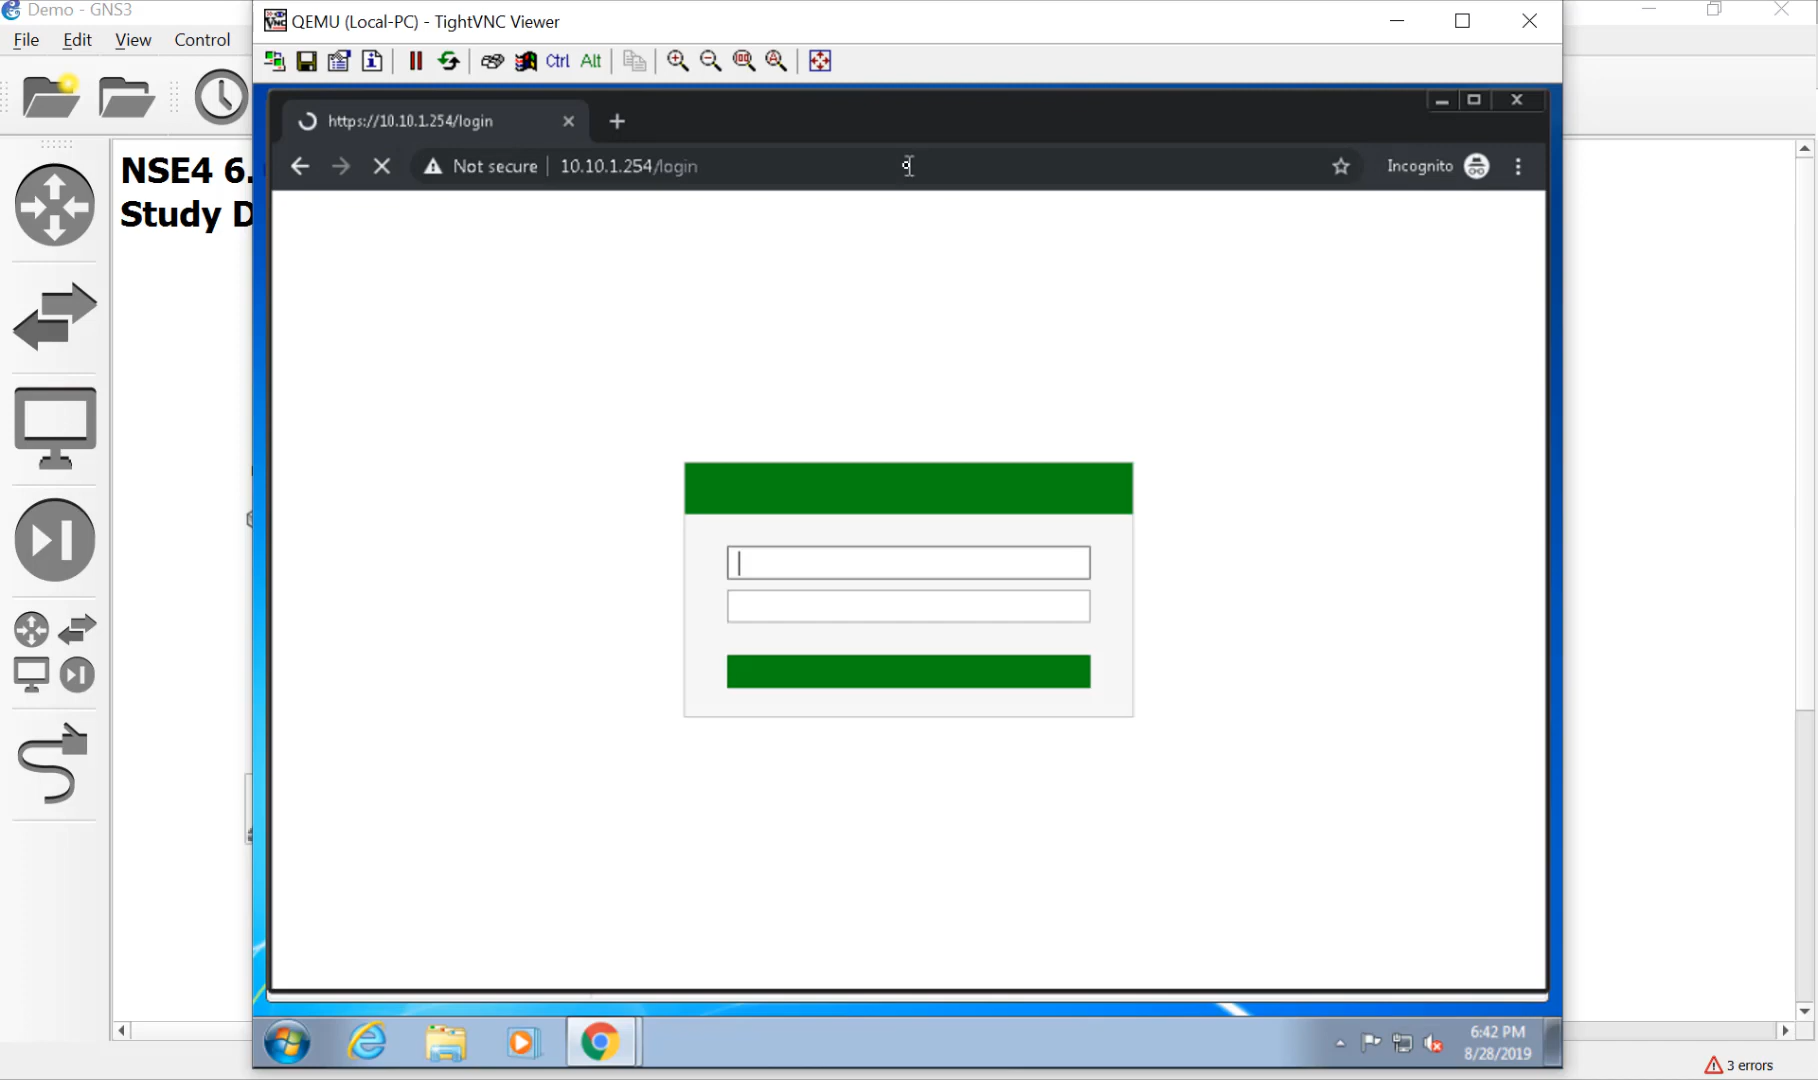 Demo - GNS3
QEMU (Local-PC) - TightVNC Viewer
File Edit View Control
Ctrl Alt
https://10.10.1.254/login
Not secure 10.10.1.254/login
Incognito
NSE4 6.
Study D
6:42 PM
8/28/2019
3 errors